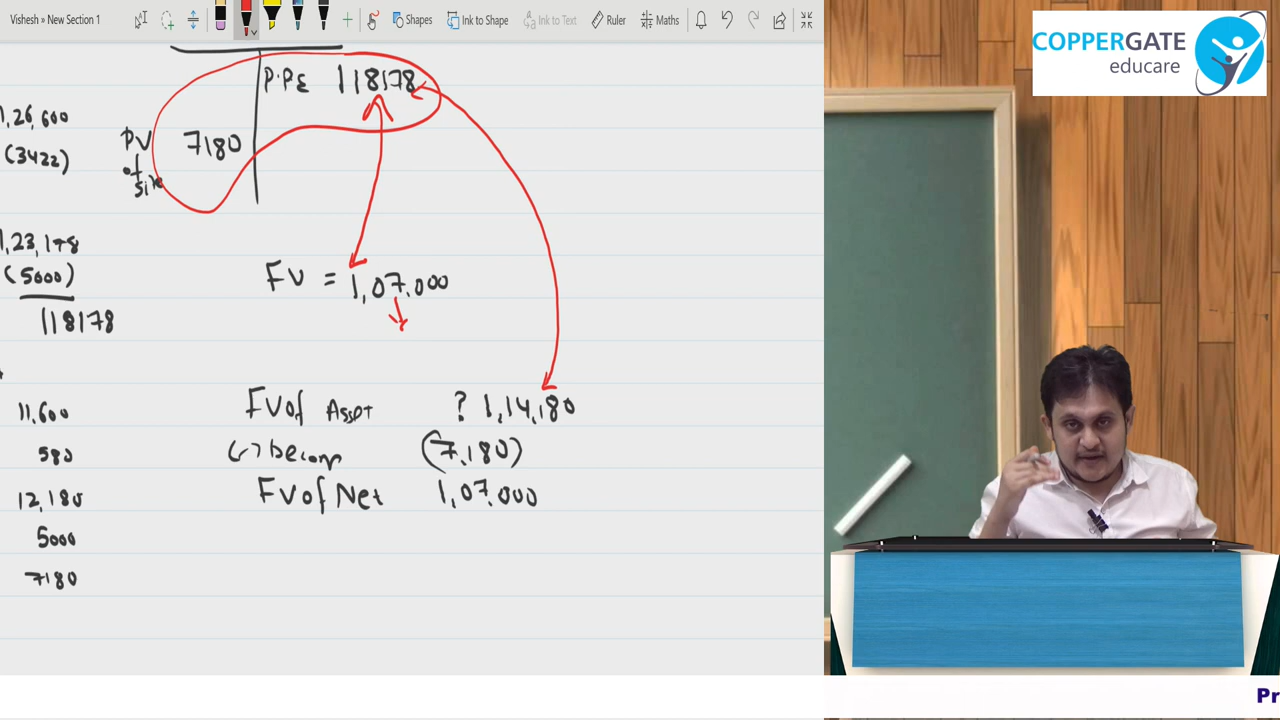 Vishesh » New Section 1
Shapes
Ink to Shape
Ink to Text
Ruler
Maths
COPPERGATE
educare
P.PE 118178
1,26,600
(3422)
PV
of
7180
1,23,178
(5000)
118178
FV = 1,07,000
11,600
580
12,180
5000
7180
FV of Asset ? 1,14,180
(-) Decom (7,180)
FV of Net 1,07,000
Pr